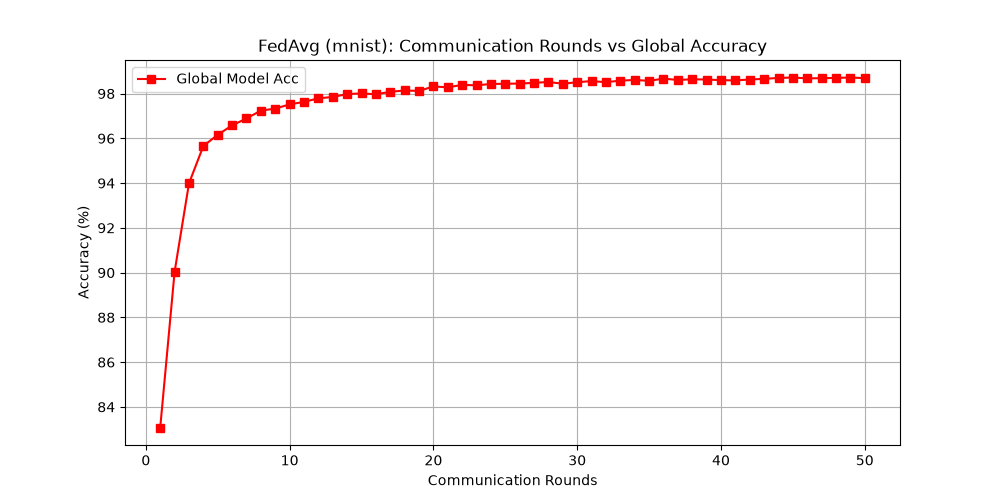 FedAvg (mnist): Communication Rounds vs Global Accuracy
Global Model Acc
Accuracy (%)
98
96
94
92
90
88
86
84
0 10 20 30 40 50
Communication Rounds